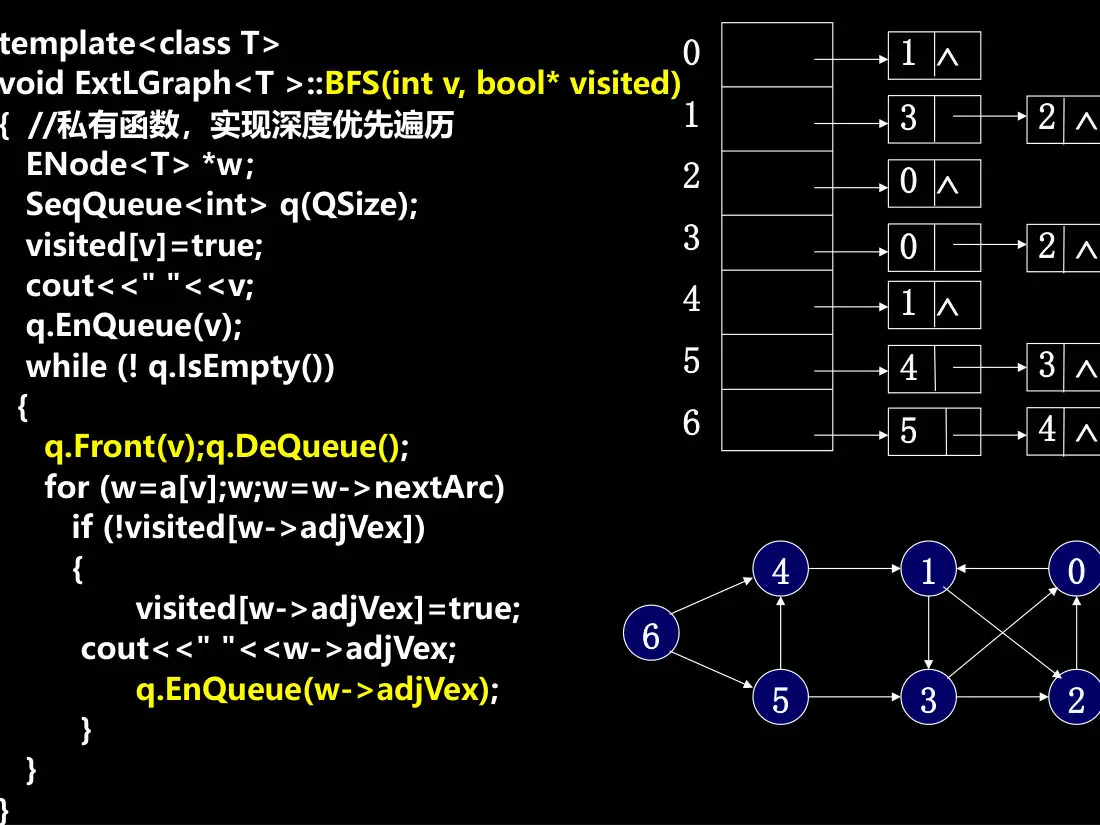 template<class T>
void ExtLGraph<T >::BFS(int v, bool* visited)
{ //私有函数，实现深度优先遍历
ENode<T> *w;
SeqQueue<int> q(QSize);
visited[v]=true;
cout<<" "<<v;
q.EnQueue(v);
while (! q.IsEmpty())
{
q.Front(v);q.DeQueue();
for (w=a[v];w;w=w->nextArc)
if (!visited[w->adjVex])
{
visited[w->adjVex]=true;
cout<<" "<<w->adjVex;
q.EnQueue(w->adjVex);
}
}
}
0 1 ∧
1 3 2 ∧
2 0 ∧
3 0 2 ∧
4 1 ∧
5 4 3 ∧
6 5 4 ∧
4 1 0
6
5 3 2